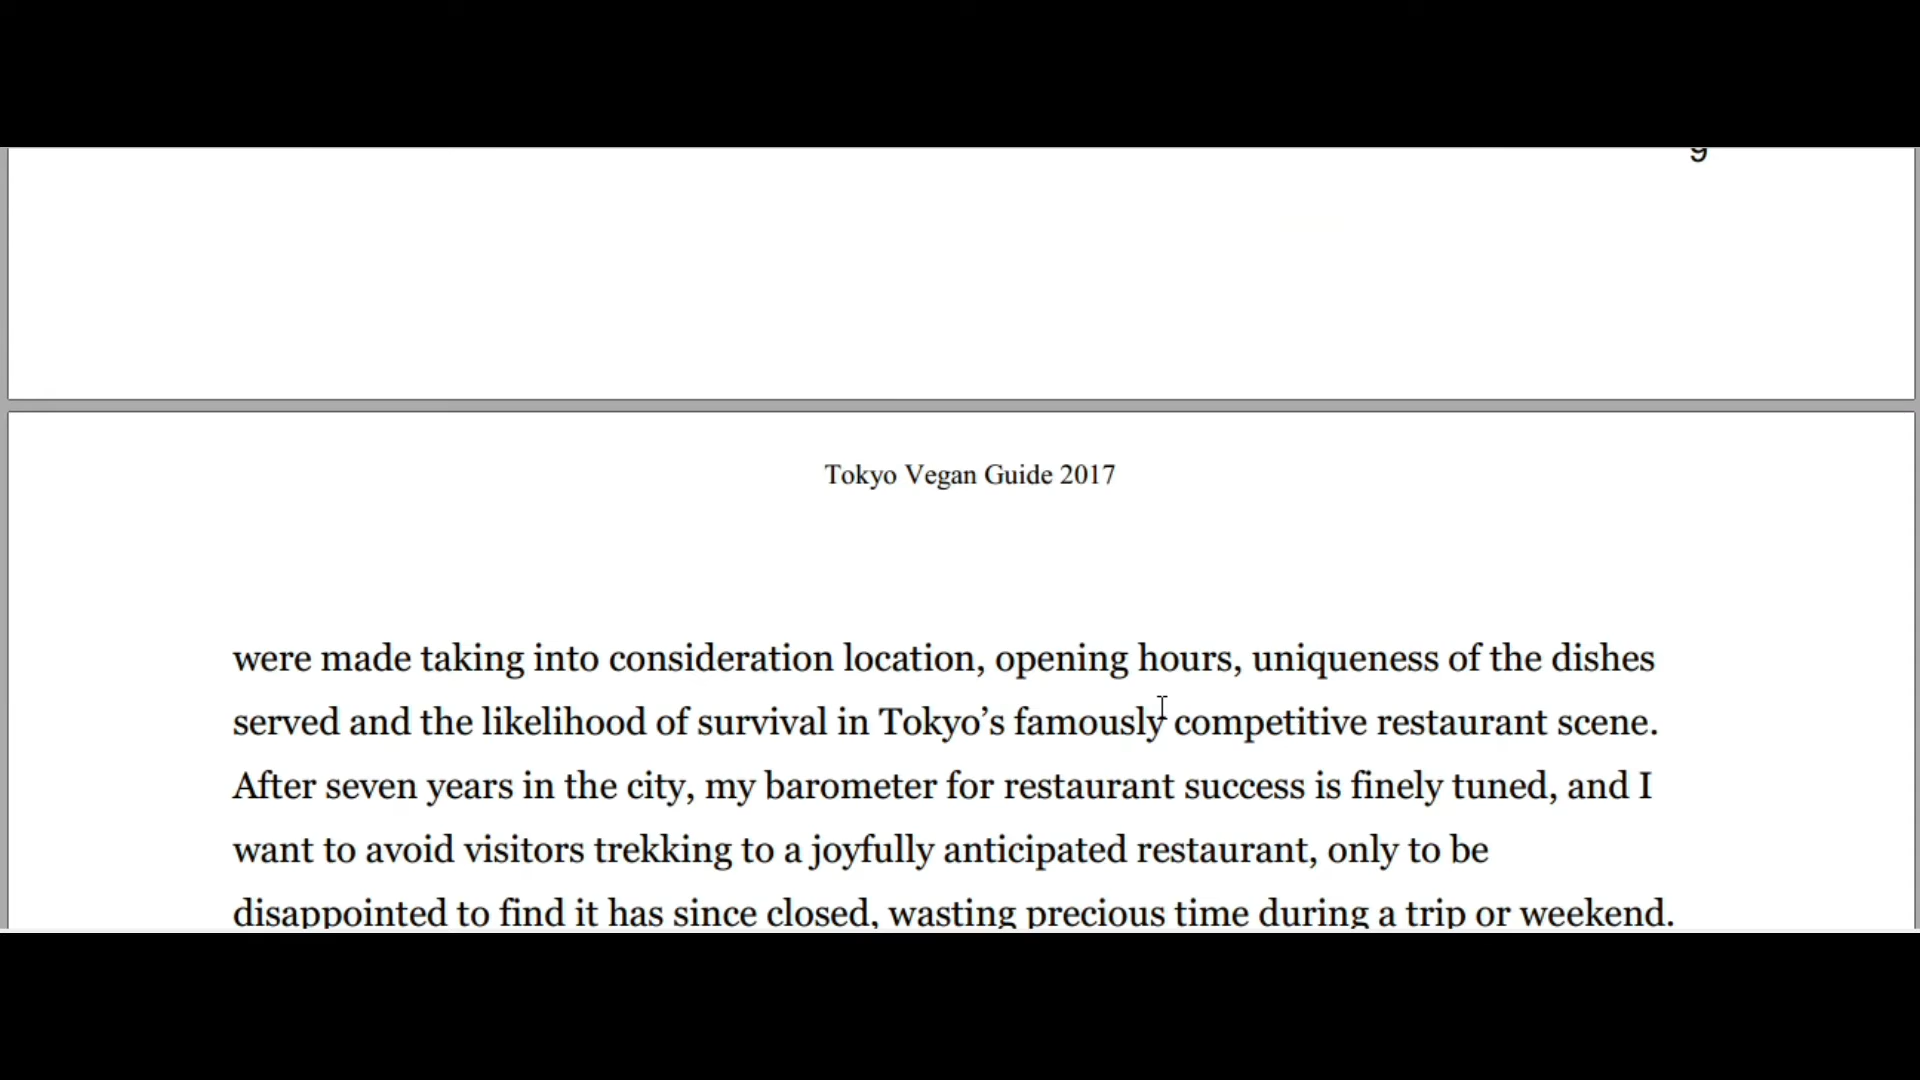 9
Tokyo Vegan Guide 2017
were made taking into consideration location, opening hours, uniqueness of the dishes
served and the likelihood of survival in Tokyo’s famously competitive restaurant scene.
After seven years in the city, my barometer for restaurant success is finely tuned, and I
want to avoid visitors trekking to a joyfully anticipated restaurant, only to be
disappointed to find it has since closed, wasting precious time during a trip or weekend.